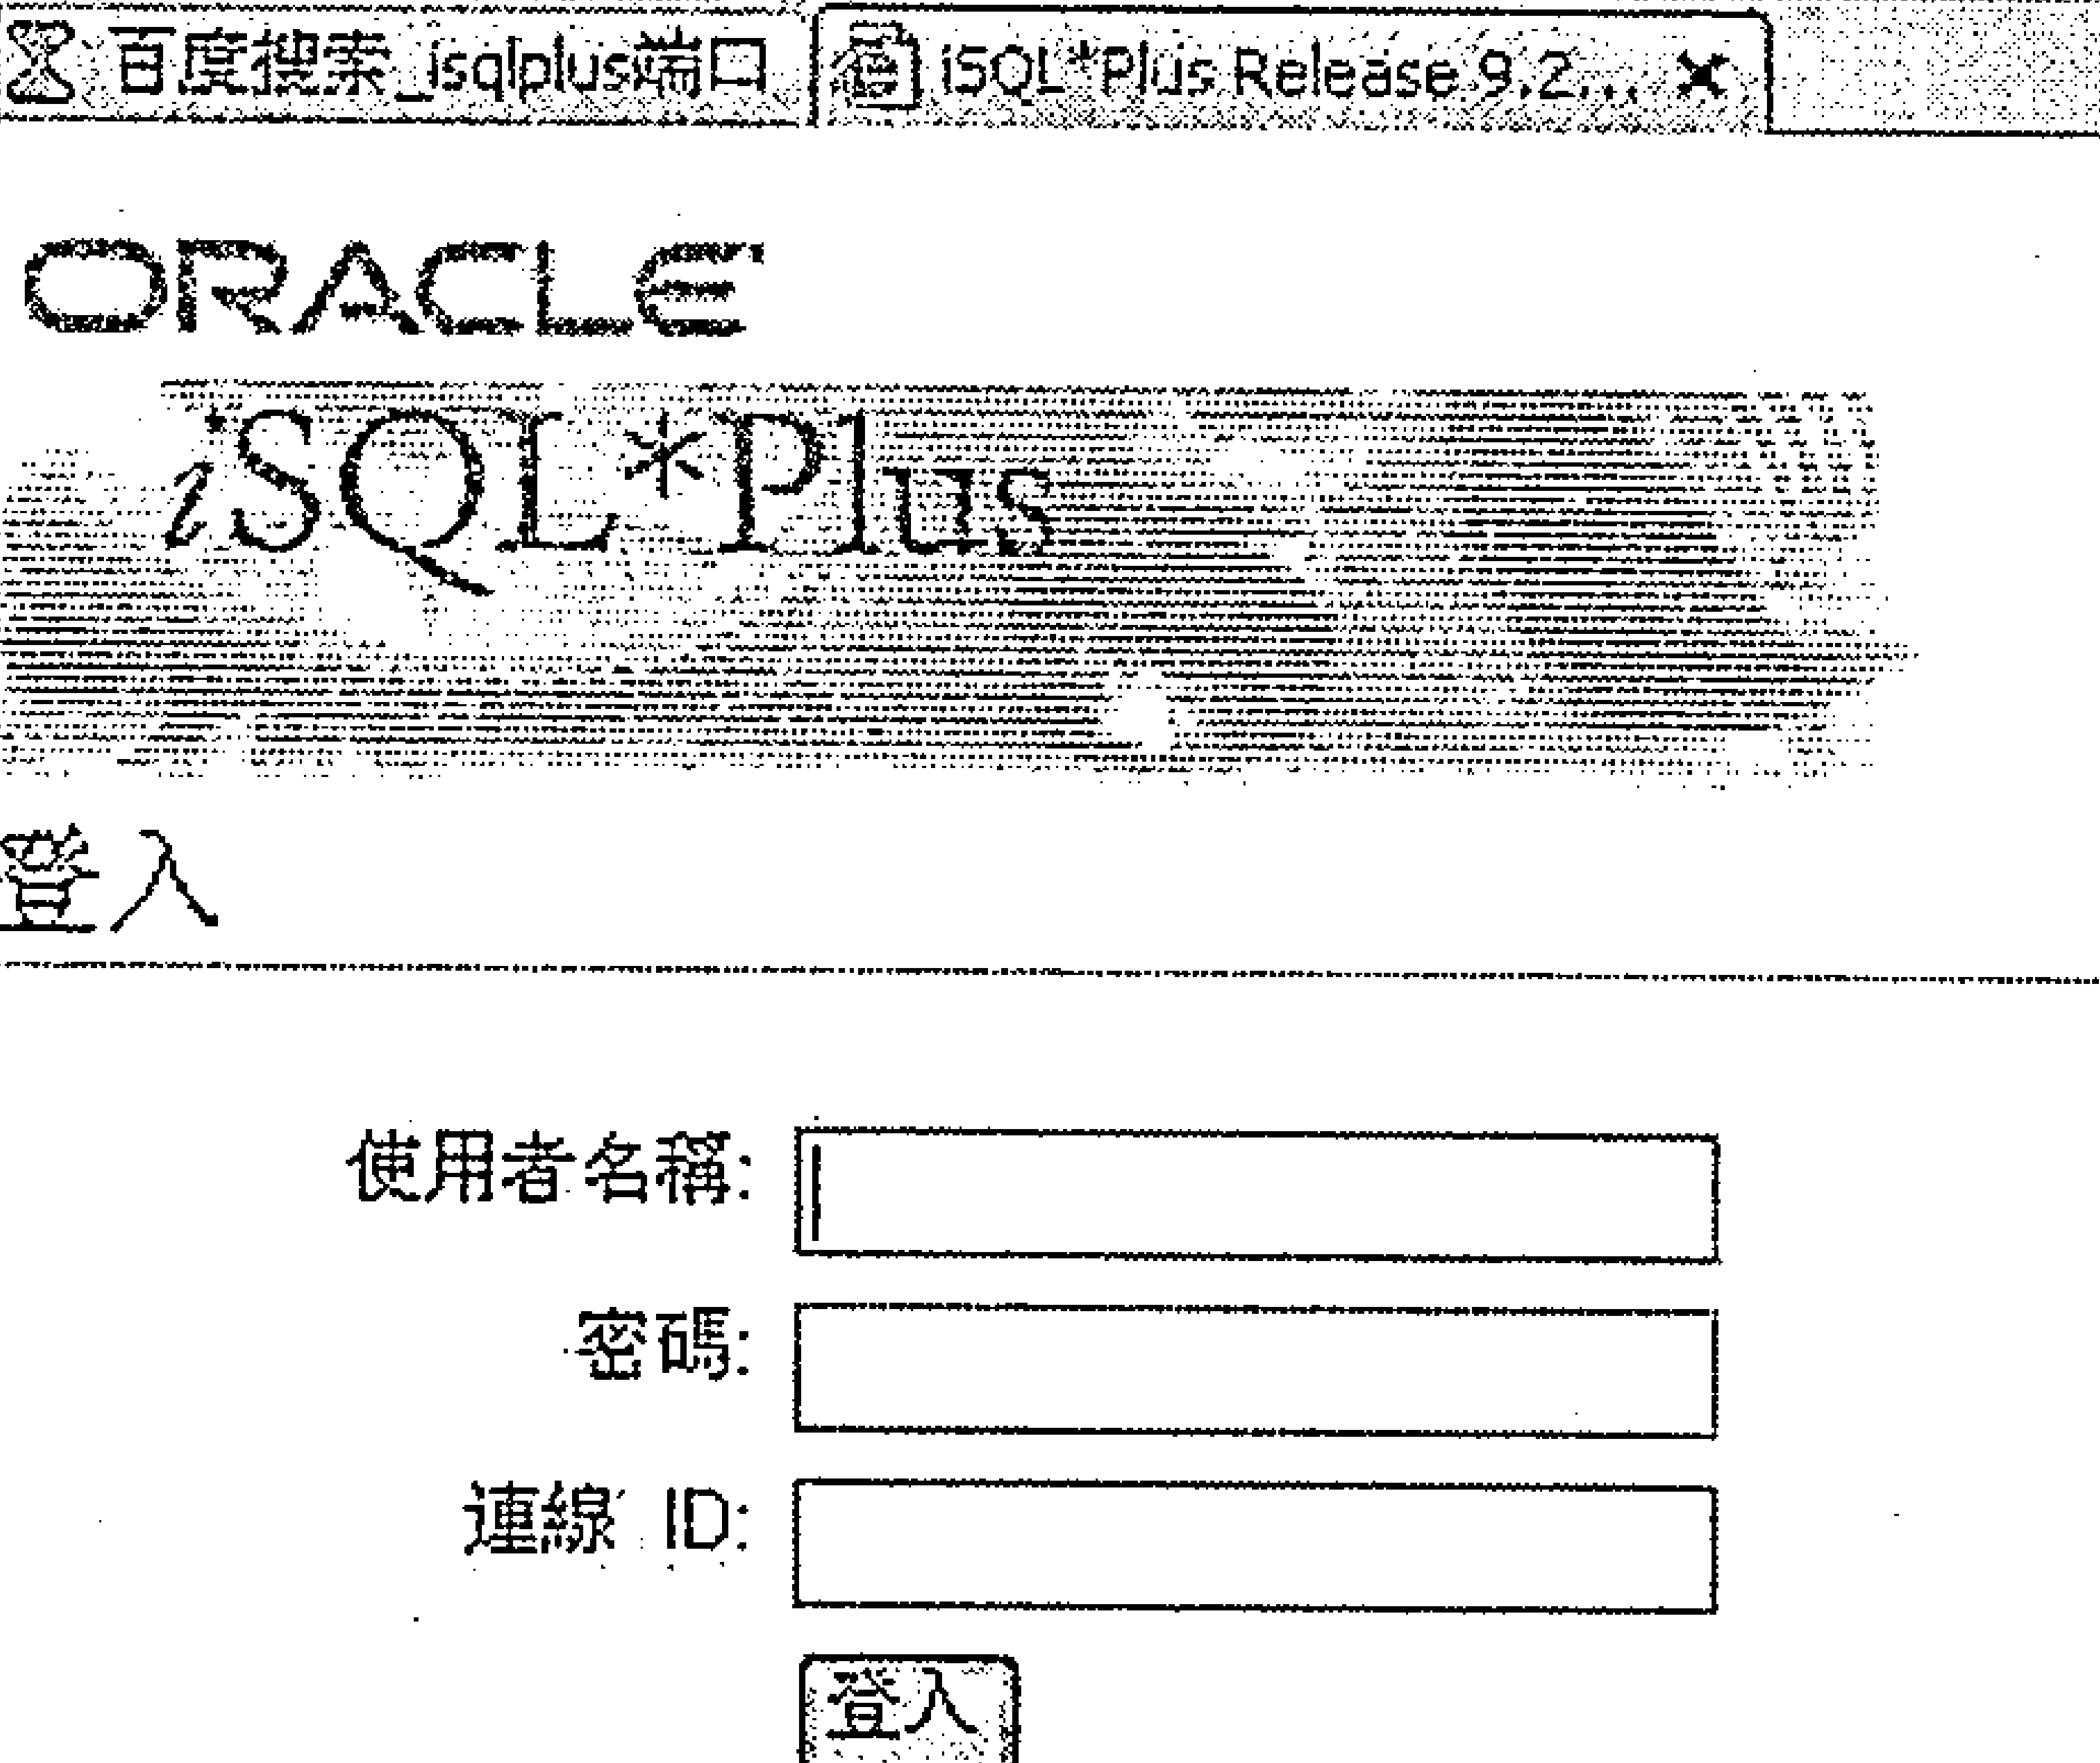 百度搜索_isqlplus端口
iSQL*Plus Release 9.2...
ORACLE
iSQL*Plus
登入
使用者名稱:
密碼:
連線 ID:
登入